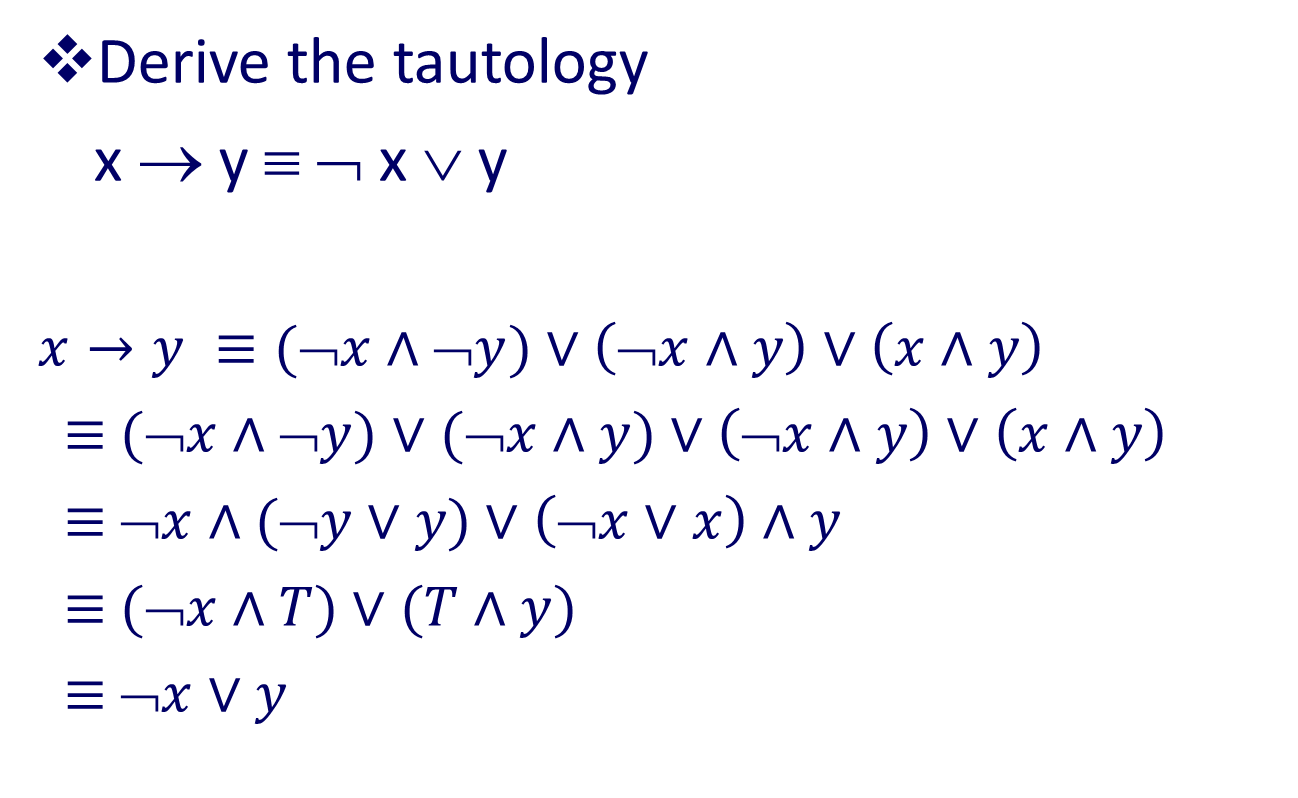 ❖Derive the tautology
x → y ≡ ¬ x ∨ y
x → y ≡ (¬x ∧ ¬y) ∨ (¬x ∧ y) ∨ (x ∧ y)
≡ (¬x ∧ ¬y) ∨ (¬x ∧ y) ∨ (¬x ∧ y) ∨ (x ∧ y)
≡ ¬x ∧ (¬y ∨ y) ∨ (¬x ∨ x) ∧ y
≡ (¬x ∧ T) ∨ (T ∧ y)
≡ ¬x ∨ y